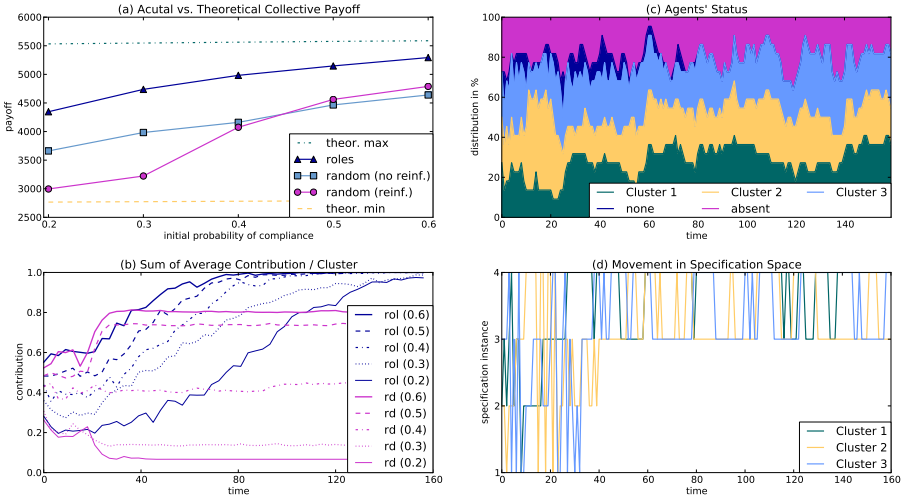 (a) Acutal vs. Theoretical Collective Payoff
6000
5500
5000
4500
4000
3500
3000
2500
payoff
0.2
0.3
0.4
0.5
0.6
initial probability of compliance
theor. max
roles
random (no reinf.)
random (reinf.)
theor. min
(c) Agents' Status
100
80
60
40
20
0
distribution in %
0
20
40
60
80
100
120
140
time
Cluster 1
Cluster 2
Cluster 3
none
absent
(b) Sum of Average Contribution / Cluster
1.0
0.8
0.6
0.4
0.2
0.0
contribution
0
40
80
120
160
time
rol (0.6)
rol (0.5)
rol (0.4)
rol (0.3)
rol (0.2)
rd (0.6)
rd (0.5)
rd (0.4)
rd (0.3)
rd (0.2)
(d) Movement in Specification Space
4
3
2
1
specification instance
0
20
40
60
80
100
120
140
160
time
Cluster 1
Cluster 2
Cluster 3